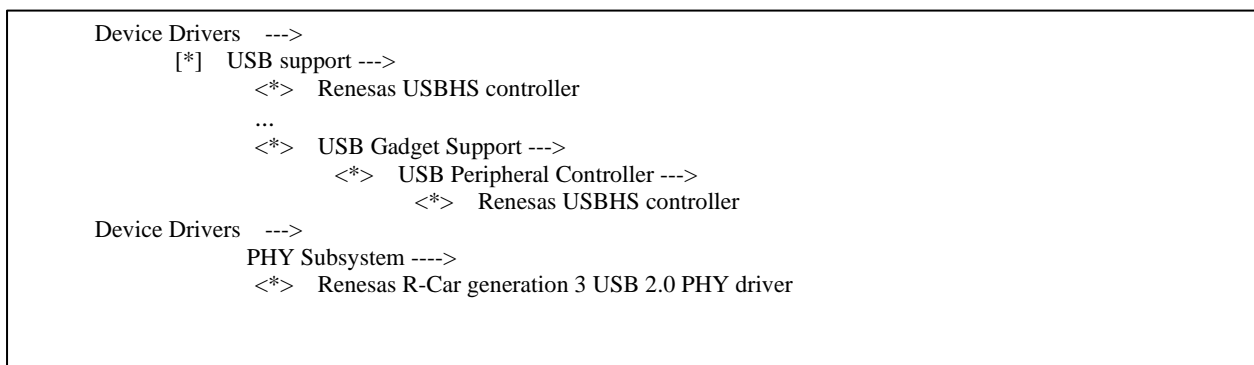 Device Drivers --->
[*] USB support --->
<*> Renesas USBHS controller
...
<*> USB Gadget Support --->
<*> USB Peripheral Controller --->
<*> Renesas USBHS controller
Device Drivers --->
PHY Subsystem ---->
<*> Renesas R-Car generation 3 USB 2.0 PHY driver